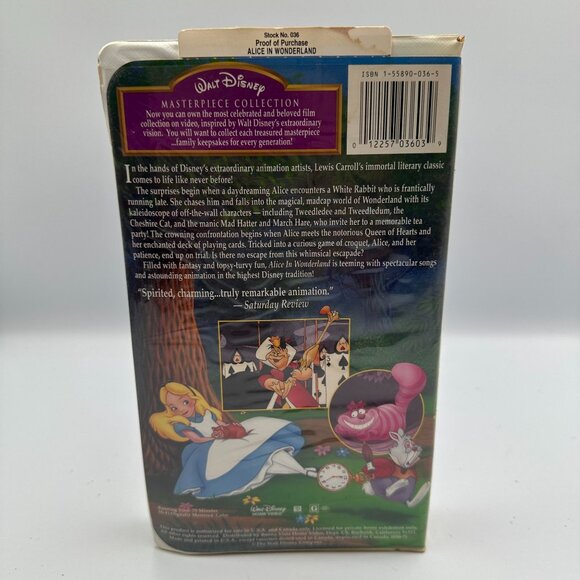 Stock No. 036
Proof of Purchase
ALICE IN WONDERLAND
WALT DISNEY
MASTERPIECE COLLECTION
Now you can own the most celebrated and beloved film
collection on video, inspired by Walt Disney's extraordinary
vision. You will want to collect each treasured masterpiece
...family keepsakes for every generation!
ISBN 1-55890-036-5
0 12257 03603 9
In the hands of Disney's extraordinary animation artists, Lewis Carroll's immortal literary classic
comes to life like never before!
The surprises begin when a daydreaming Alice encounters a White Rabbit who is frantically
running late. She chases him and falls into the magical, madcap world of Wonderland with its
kaleidoscope of off-the-wall characters — including Tweedledee and Tweedledum, the
Cheshire Cat, and the manic Mad Hatter and March Hare, who invite her to a memorable tea
party! The crowning confrontation begins when Alice meets the notorious Queen of Hearts and
her enchanted deck of playing cards. Tricked into a curious game of croquet, Alice, and her
patience, end up on trial. Is there no escape from this whimsical escapade?
Filled with fantasy and topsy-turvy fun, Alice In Wonderland is teeming with spectacular songs
and astounding animation in the highest Disney tradition!
"Spirited, charming...truly remarkable animation."
— Saturday Review
Walt Disney
HOME VIDEO
G